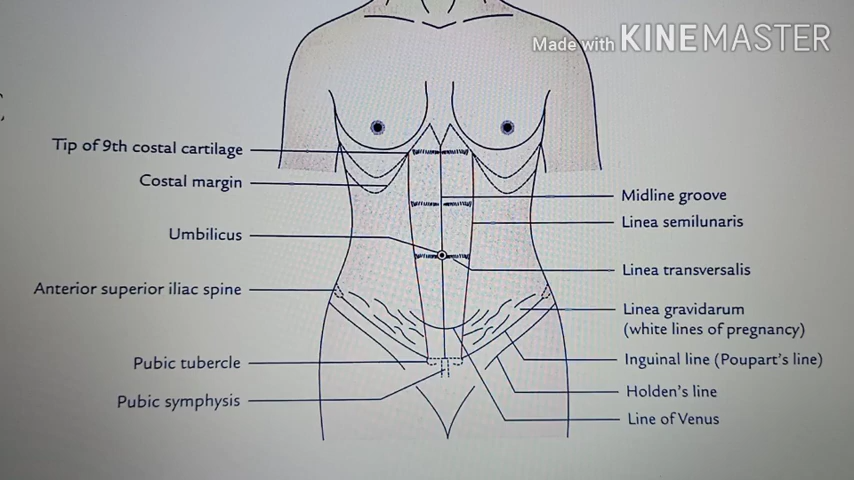 Made with KINEMASTER
Tip of 9th costal cartilage
Costal margin
Umbilicus
Anterior superior iliac spine
Pubic tubercle
Pubic symphysis
Midline groove
Linea semilunaris
Linea transversalis
Linea gravidarum
(white lines of pregnancy)
Inguinal line (Poupart's line)
Holden's line
Line of Venus